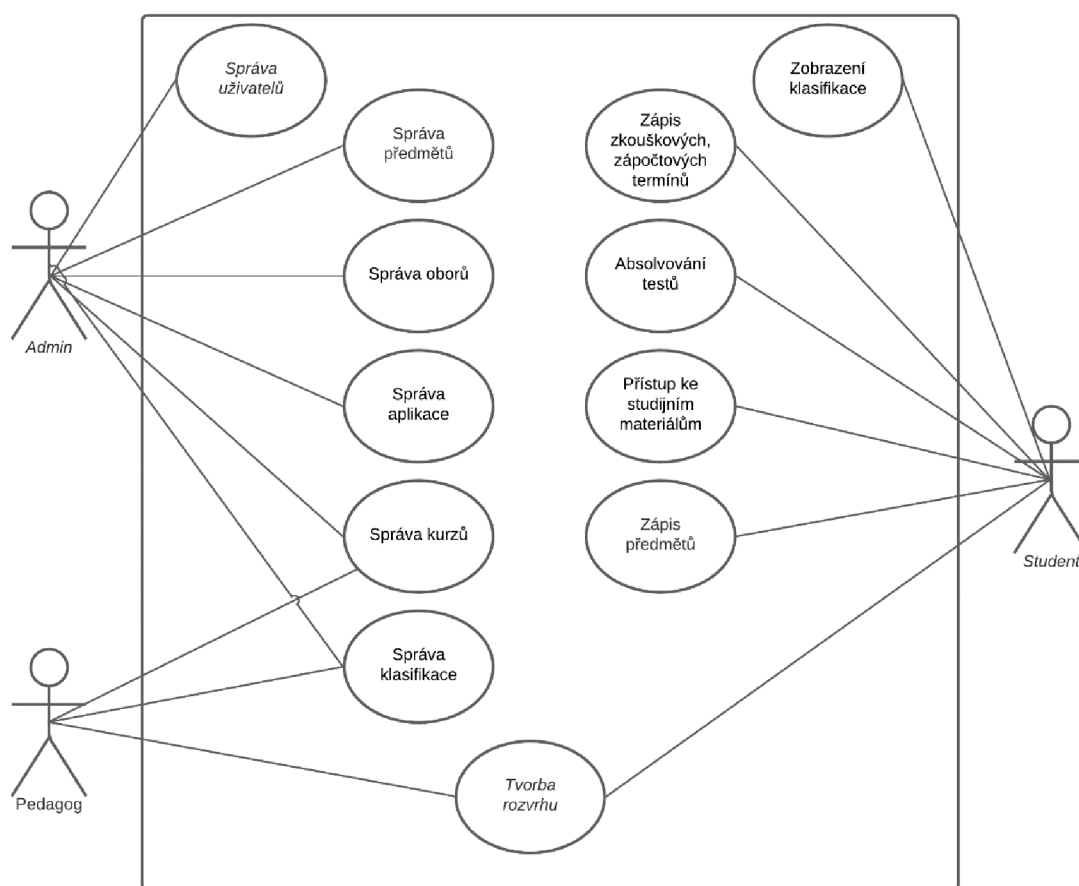 Správa
uživatelů
Zobrazení
klasifikace
Správa
předmětů
Zápis
zkouškových,
zápočtových
termínů
Správa oborů
Absolvování
testů
Admin
Správa
aplikace
Přístup ke
studijním
materiálům
Správa kurzů
Zápis
předmětů
Student
Správa
klasifikace
Pedagog
Tvorba
rozvrhu